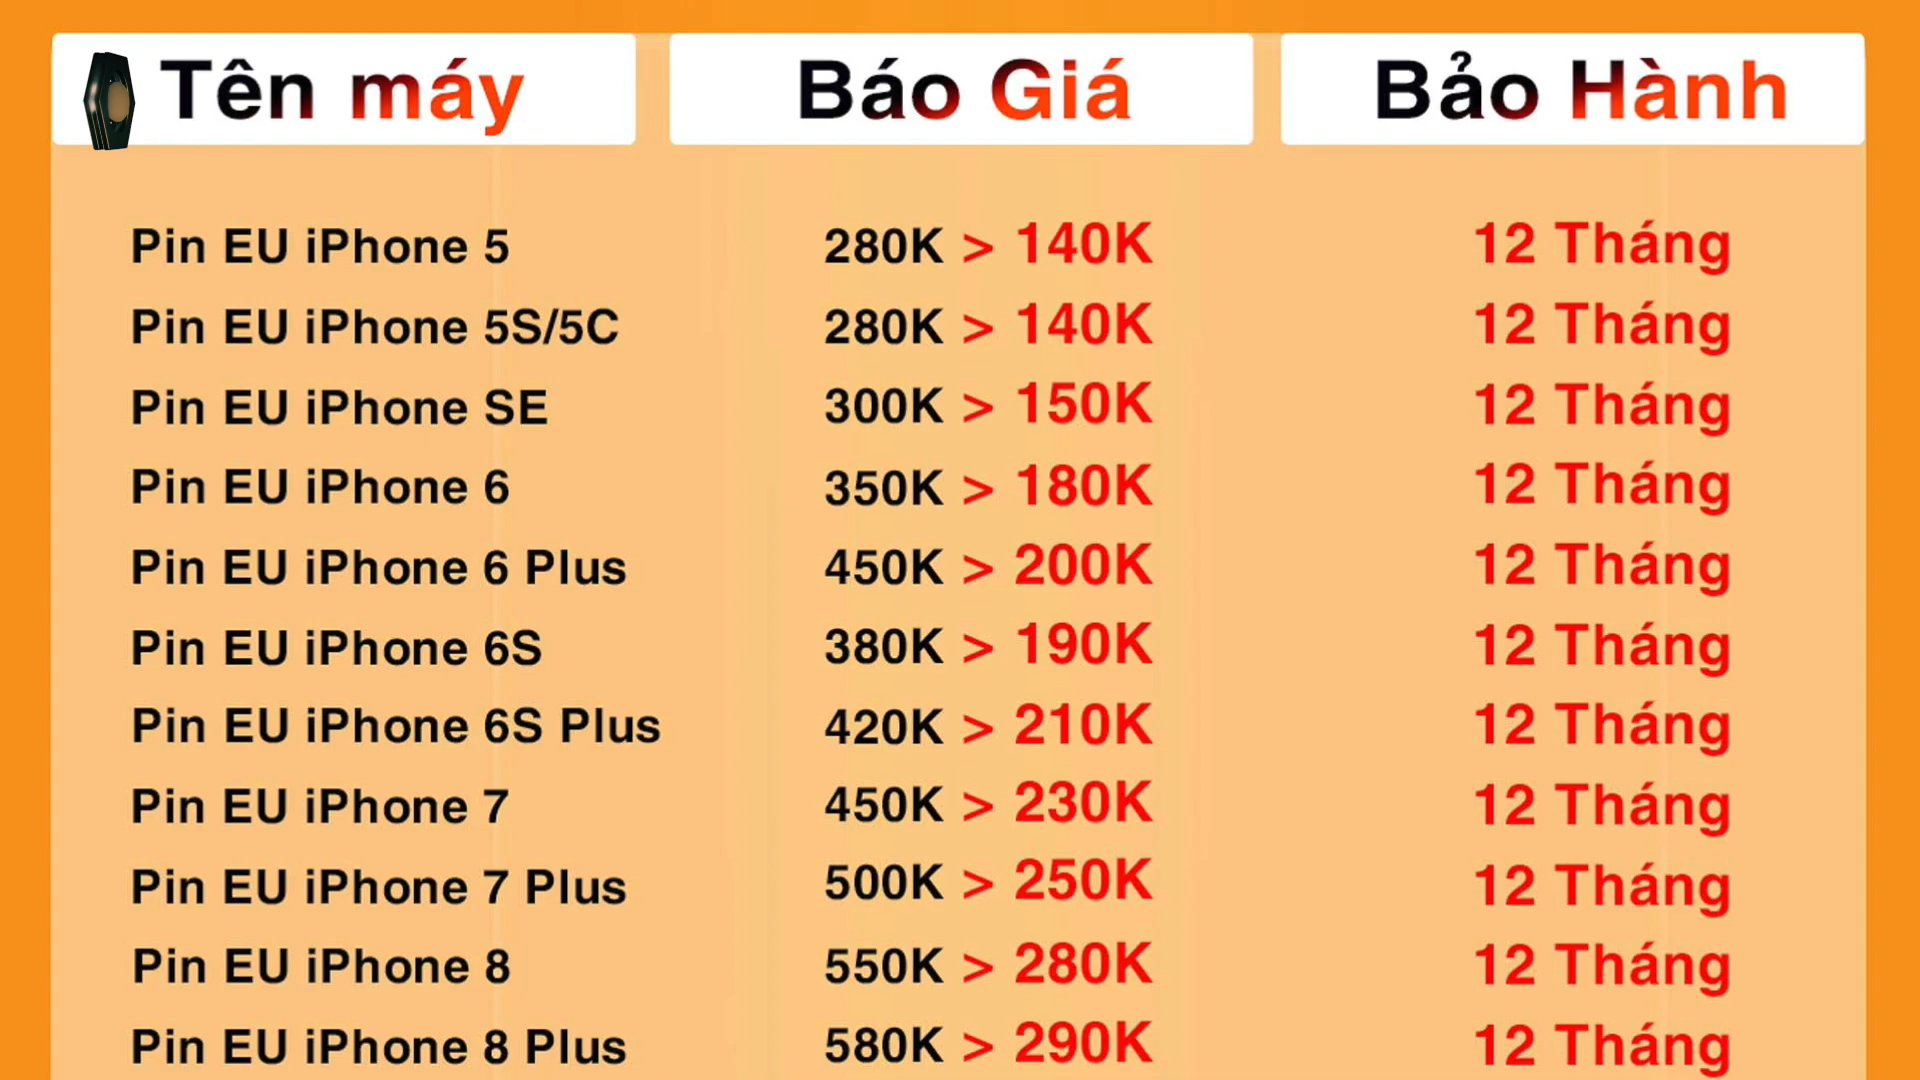 Tên máy Báo Giá Bảo Hành
Pin EU iPhone 5 280K > 140K 12 Tháng
Pin EU iPhone 5S/5C 280K > 140K 12 Tháng
Pin EU iPhone SE 300K > 150K 12 Tháng
Pin EU iPhone 6 350K > 180K 12 Tháng
Pin EU iPhone 6 Plus 450K > 200K 12 Tháng
Pin EU iPhone 6S 380K > 190K 12 Tháng
Pin EU iPhone 6S Plus 420K > 210K 12 Tháng
Pin EU iPhone 7 450K > 230K 12 Tháng
Pin EU iPhone 7 Plus 500K > 250K 12 Tháng
Pin EU iPhone 8 550K > 280K 12 Tháng
Pin EU iPhone 8 Plus 580K > 290K 12 Tháng